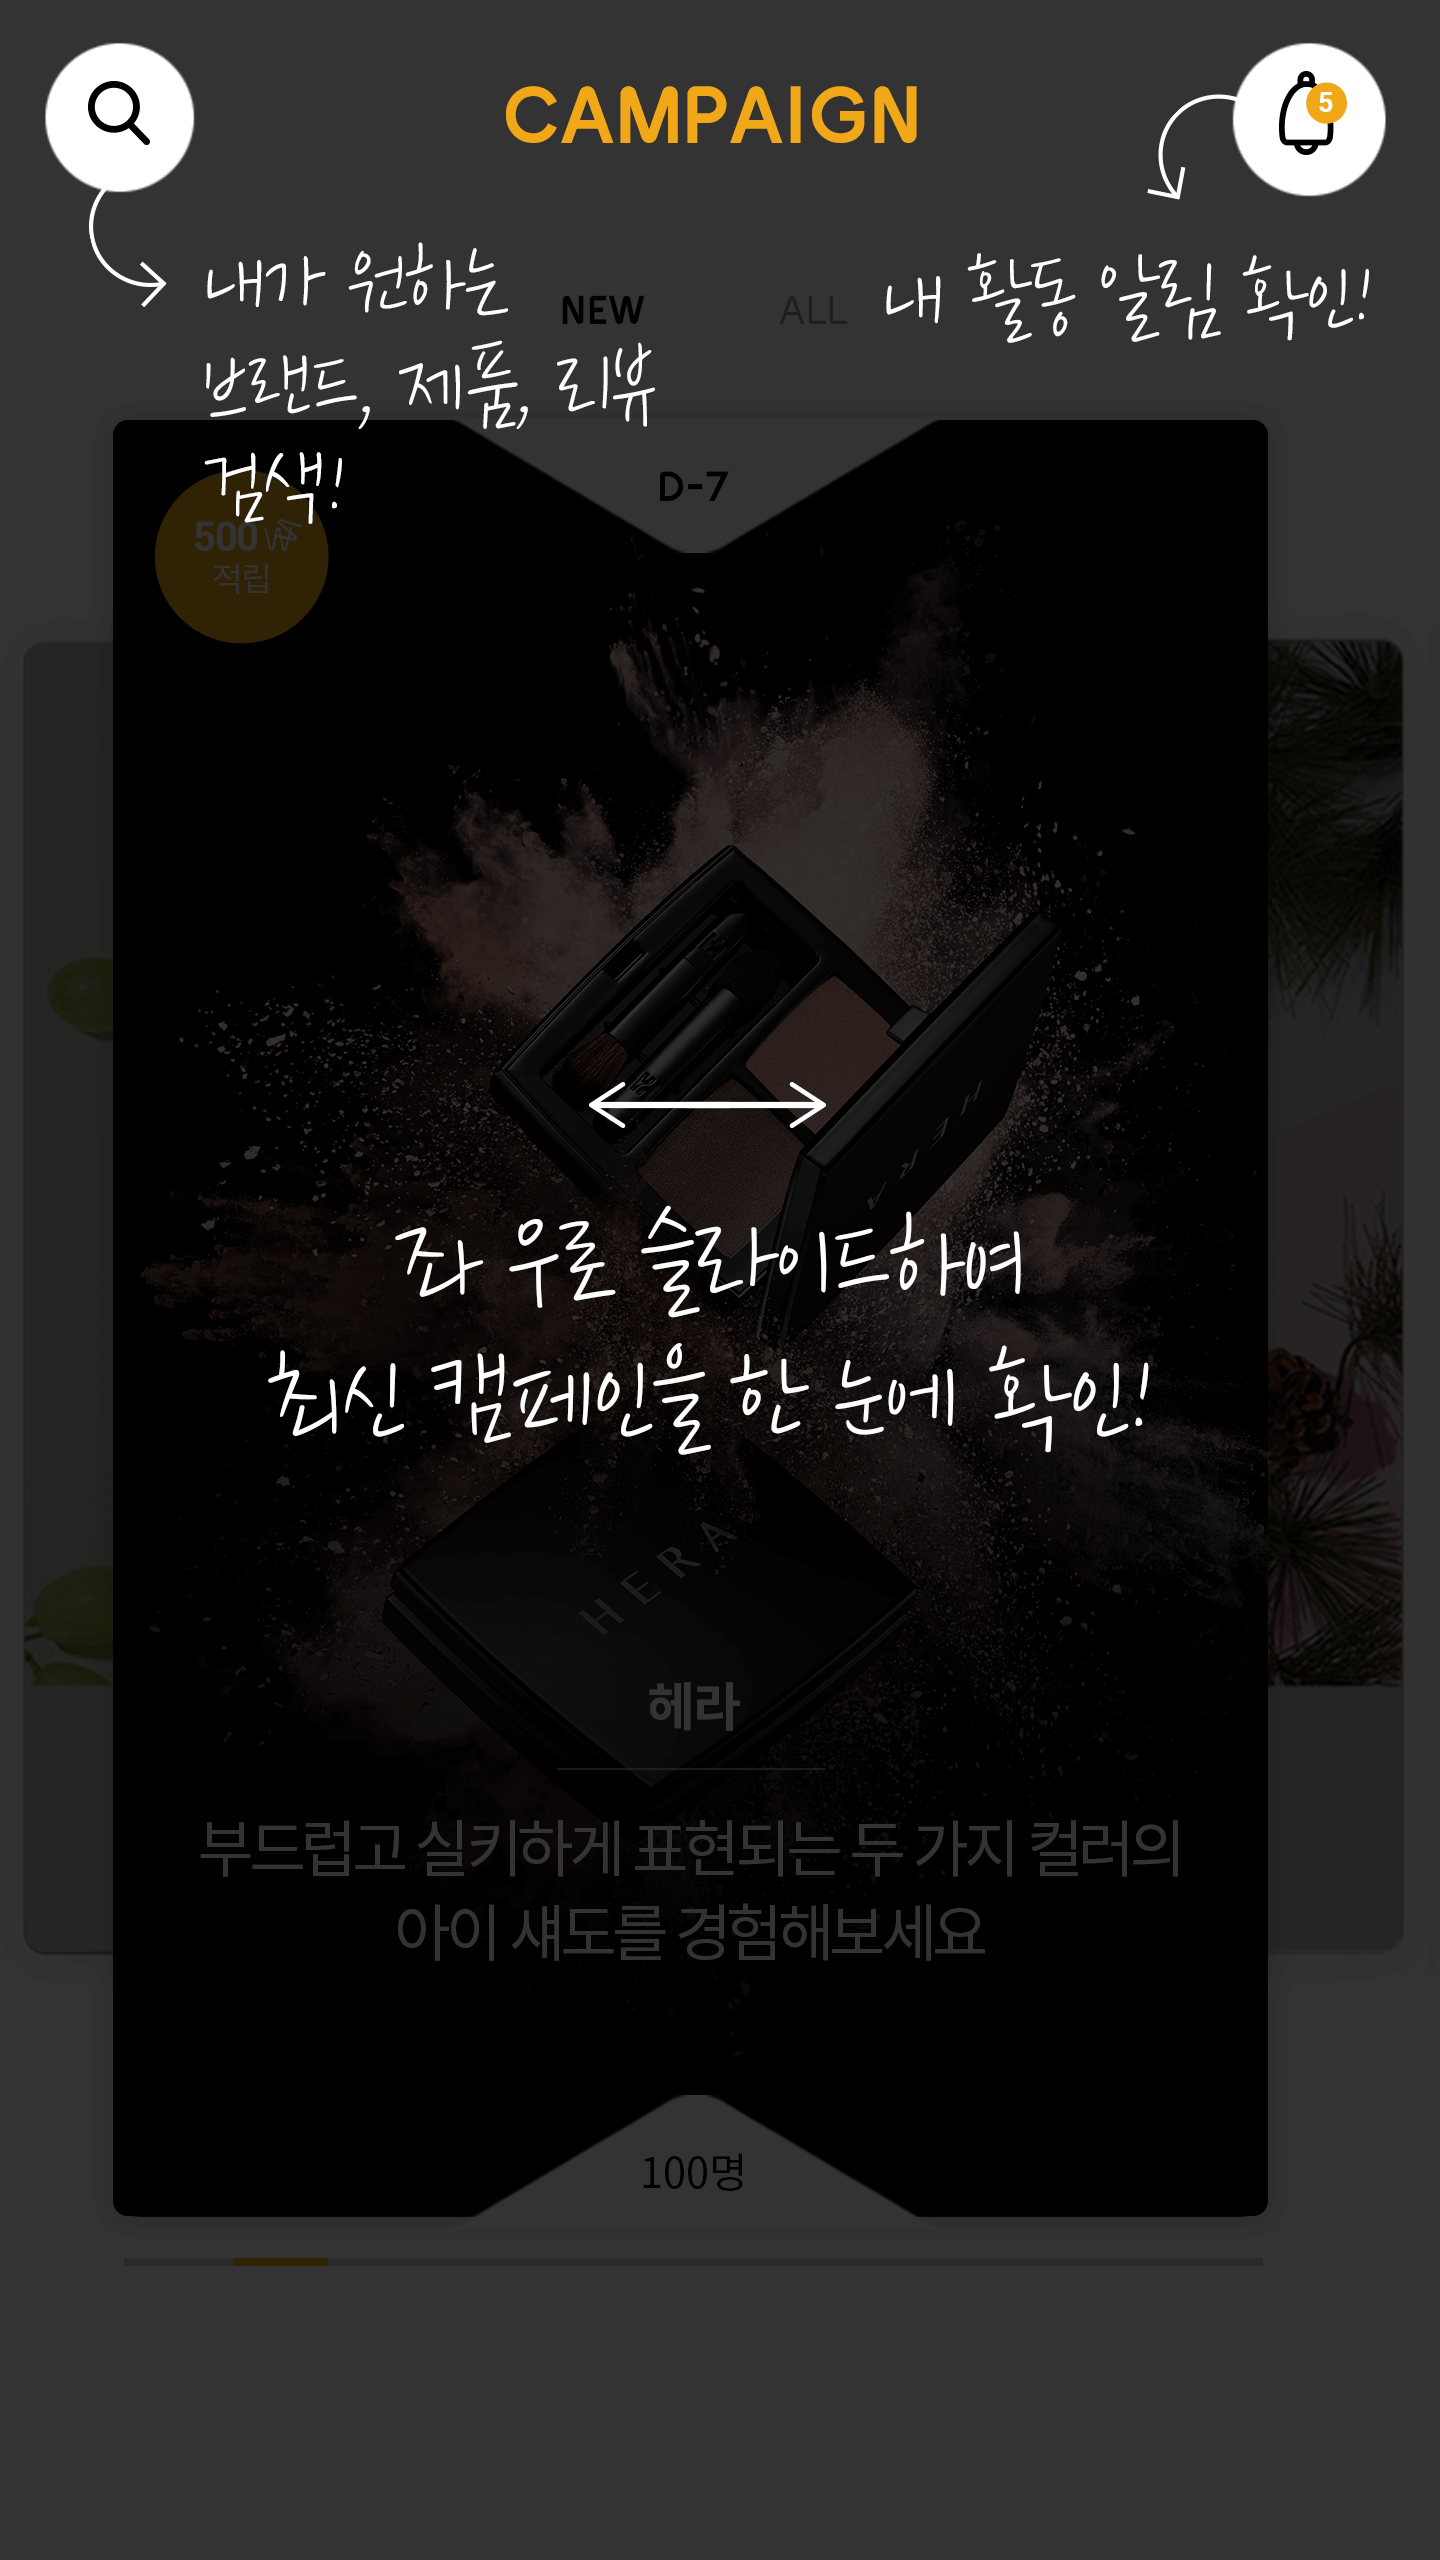 CAMPAIGN
5
내가 원하는
브랜드, 제품, 리뷰
검색!
내 활동 알림 확인!
NEW
ALL
D-7
500
적립
좌 우로 슬라이드하여
최신 캠페인을 한 눈에 확인!
HERA
HERA
헤라
부드럽고 실키하게 표현되는 두 가지 컬러의
아이 섀도를 경험해보세요
100명